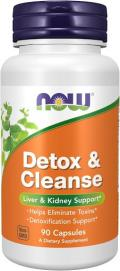 NOW®
Detox &
Cleanse
Liver & Kidney Support*
• Helps Eliminate Toxins*
• Detoxification Support*
90 Capsules
A Dietary Supplement